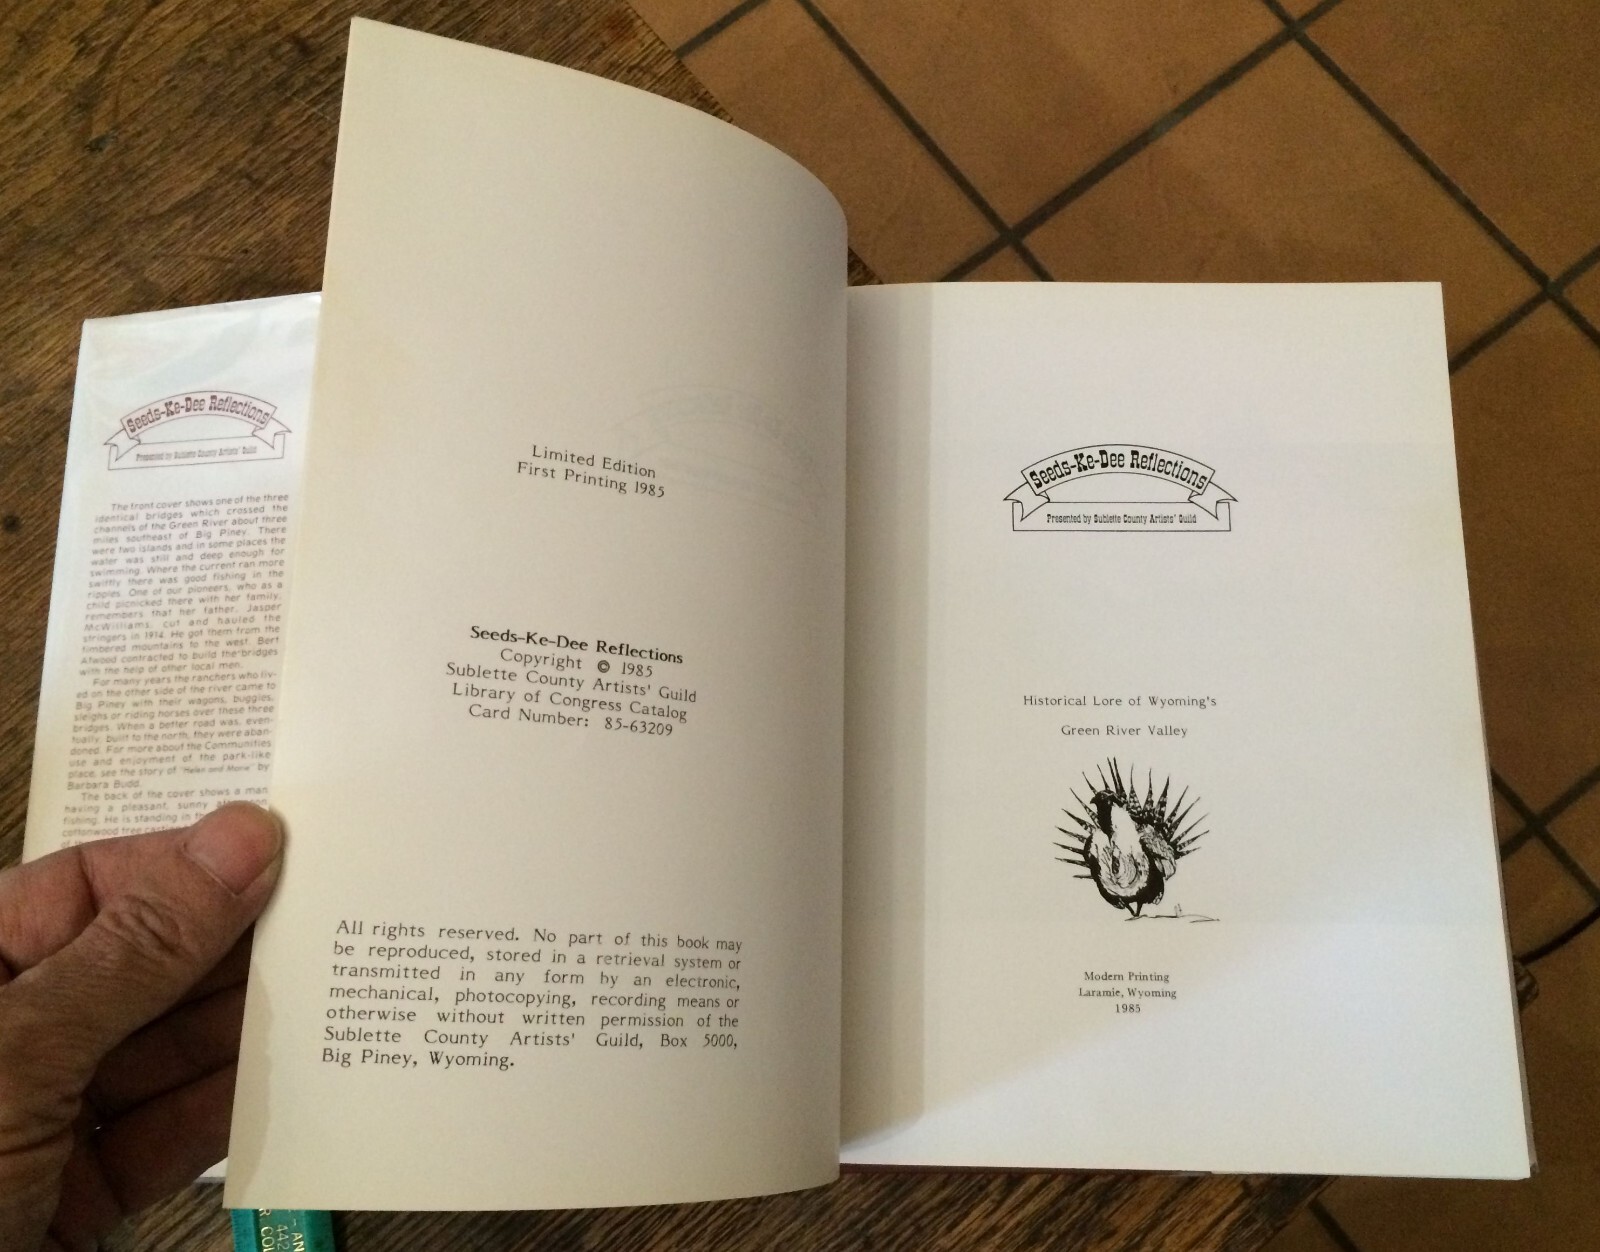 Seeds-Ke-Dee Reflections
Presented by Sublette County Artists' Guild
The front cover shows one of the three
identical bridges which crossed the
channels of the Green River about three
miles southeast of Big Piney. There
were two islands and in some places the
water was still and deep enough for
swimming. Where the current ran more
swiftly there was good fishing in the
ripples. One of our pioneers, who as a
child picnicked there with her family,
remembers that her father, Jasper
McWilliams, cut and hauled the
stringers in 1914. He got them from the
timbered mountains to the west. Bert
Atwood contracted to build the bridges
with the help of other local men.
For many years the ranchers who liv-
ed on the other side of the river came to
Big Piney with their wagons, buggies,
sleighs or riding horses over these three
bridges. When a better road was, even-
tually, built to the north, they were aban-
doned. For more about the Communities
use and enjoyment of the park-like
place, see the story of "Helen and Marie" by
Barbara Budd.
The back of the cover shows a man
having a pleasant, sunny afternoon
fishing. He is standing in the
cottonwood tree
Limited Edition
First Printing 1985
Seeds-Ke-Dee Reflections
Copyright © 1985
Sublette County Artists' Guild
Library of Congress Catalog
Card Number: 85-63209
All rights reserved. No part of this book may
be reproduced, stored in a retrieval system or
transmitted in any form by an electronic,
mechanical, photocopying, recording means or
otherwise without written permission of the
Sublette County Artists' Guild, Box 5000,
Big Piney, Wyoming.
Seeds-Ke-Dee Reflections
Presented by Sublette County Artists' Guild
Historical Lore of Wyoming's
Green River Valley
Modern Printing
Laramie, Wyoming
1985